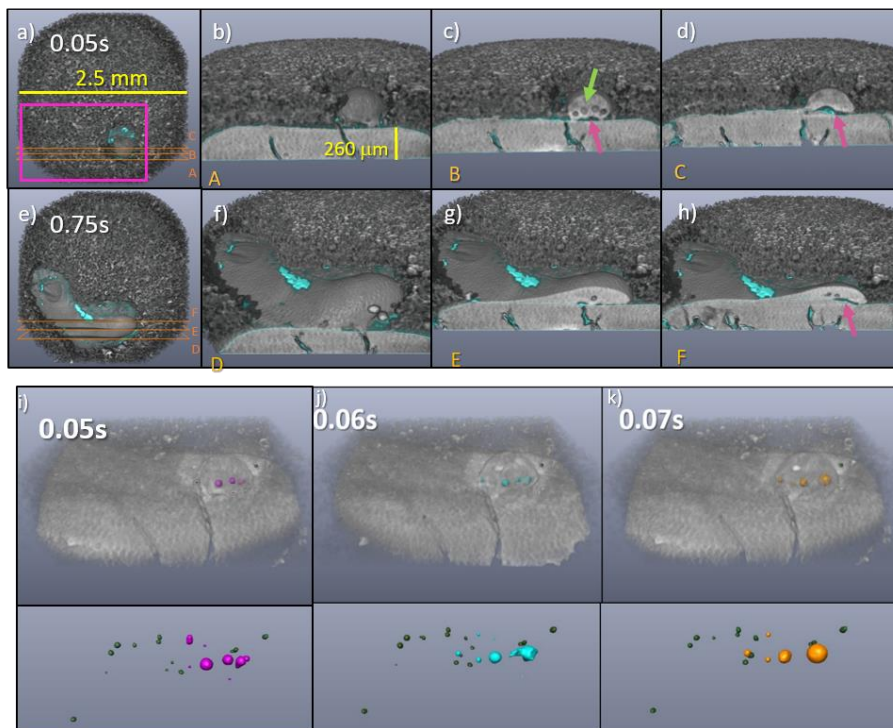 a)
0.05s
2.5 mm
C
B
A
b)
260 µm
A
c)
B
d)
C
e)
0.75s
F
E
D
f)
D
g)
E
h)
F
i)
0.05s
j)
0.06s
k)
0.07s